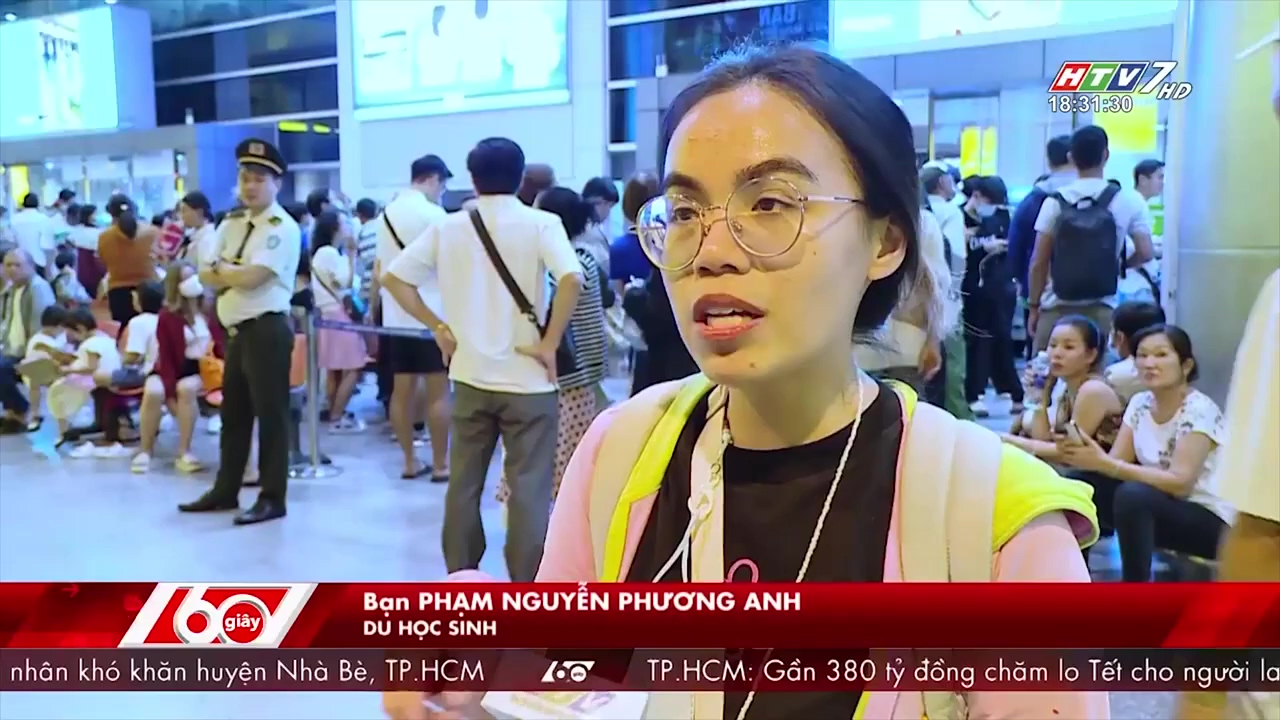 HTV7 HD
18:31:30
60 giây
Bạn PHẠM NGUYỄN PHƯƠNG ANH
DU HỌC SINH
nhân khó khăn huyện Nhà Bè, TP.HCM 60 TP.HCM: Gần 380 tỷ đồng chăm lo Tết cho người la